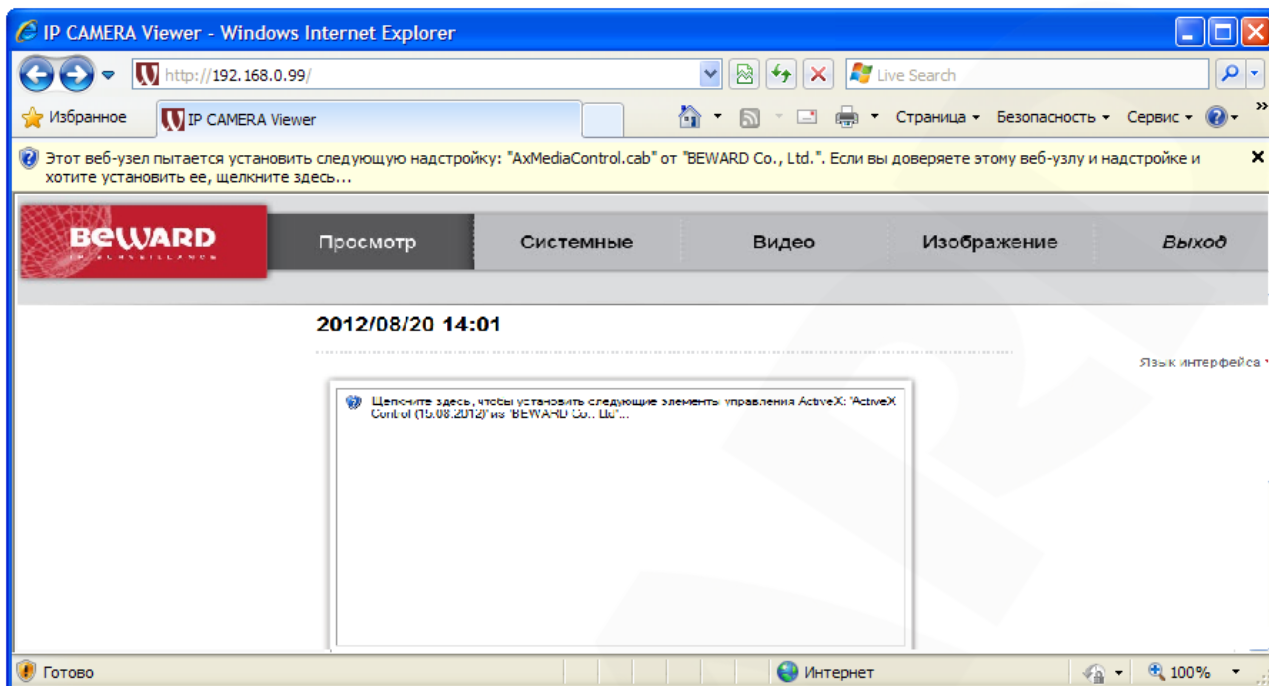 IP CAMERA Viewer - Windows Internet Explorer
http://192.168.0.99/
Live Search
Избранное
IP CAMERA Viewer
Страница
Безопасность
Сервис
Этот веб-узел пытается установить следующую надстройку: "AxMediaControl.cab" от "BEWARD Co., Ltd.". Если вы доверяете этому веб-узлу и надстройке и
хотите установить ее, щелкните здесь...
BEWARD
IP SURVEILLANCE
Просмотр
Системные
Видео
Изображение
Выход
2012/08/20 14:01
Язык интерфейса
Щелкните здесь, чтобы установить следующие элементы управления ActiveX: "ActiveX
Control (15.08.2012)" из "BEWARD Co., Ltd"...
Готово
Интернет
100%